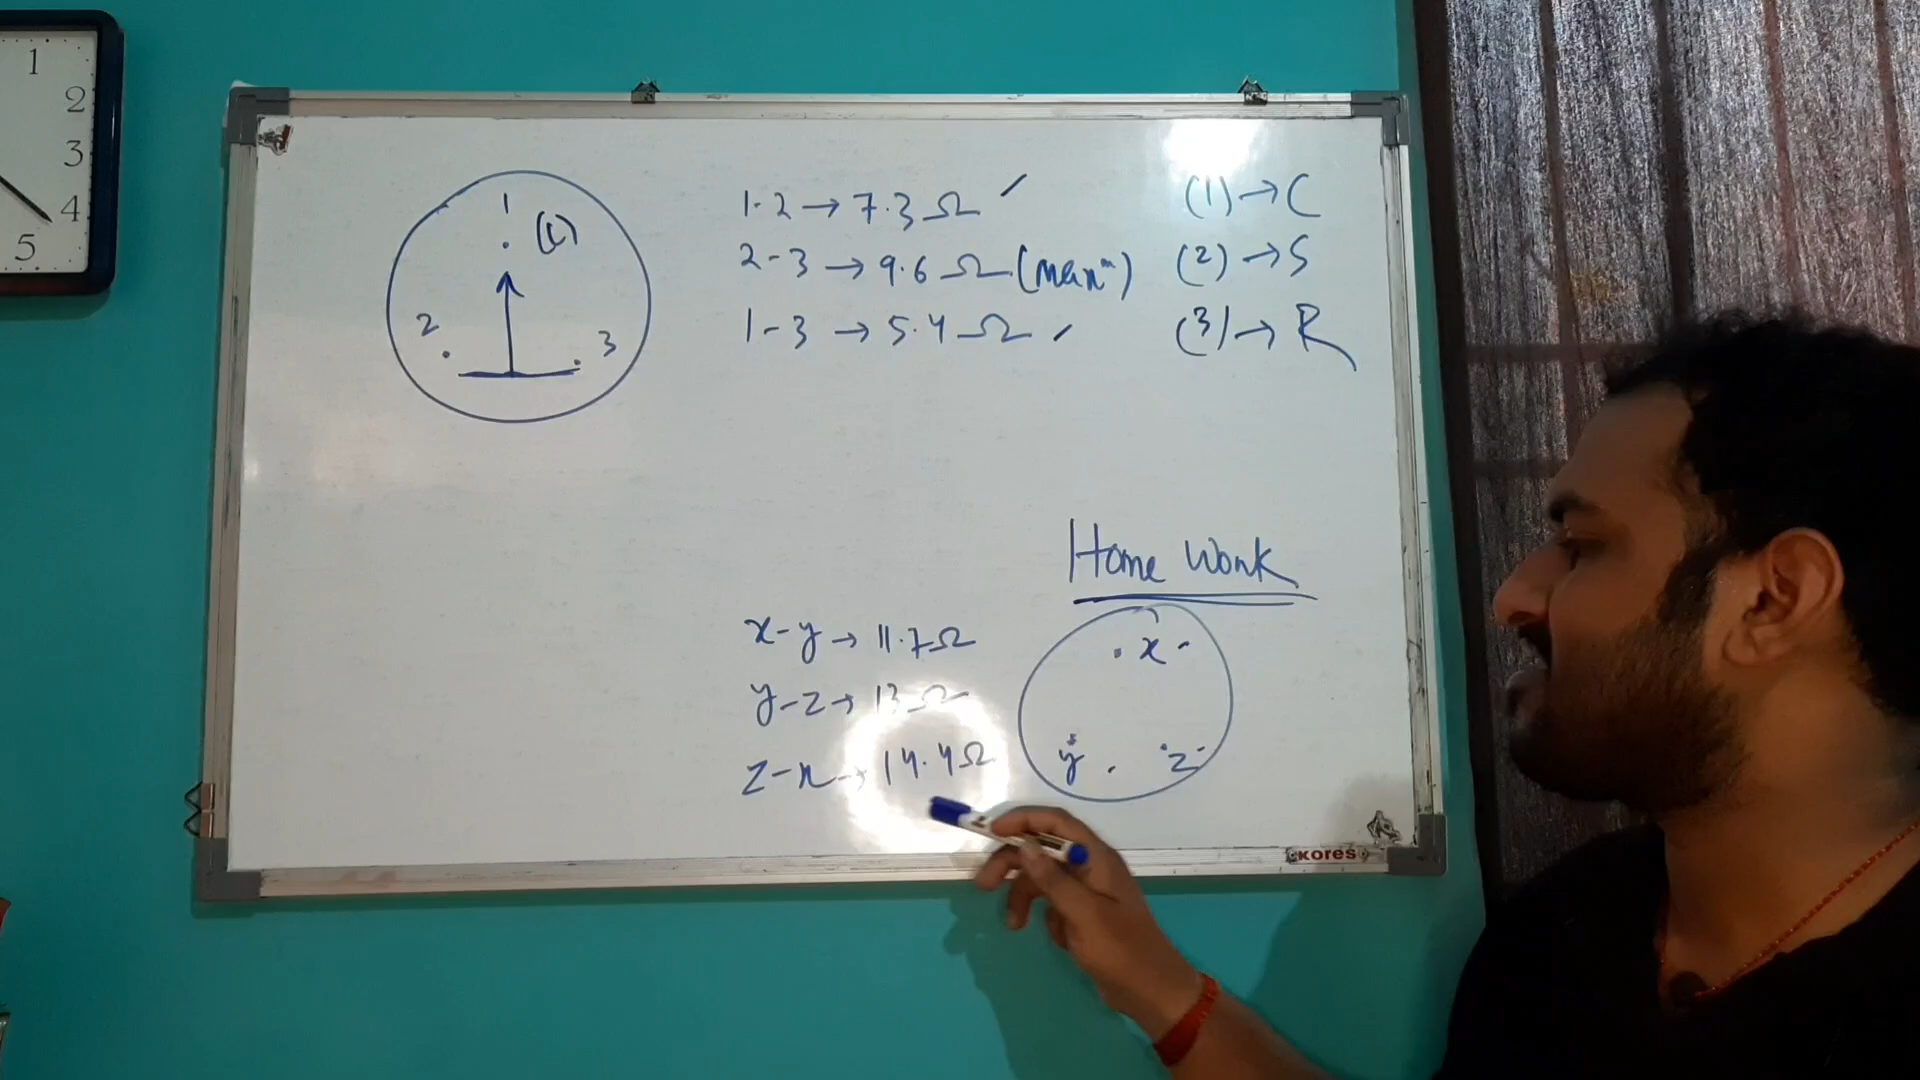 1
2
3
4
5
1
(C)
2
3
1-2 → 7.3 Ω ✓
2-3 → 9.6 Ω (maxᵐ)
1-3 → 5.4 Ω ✓
(1) → C
(2) → S
(3) → R
Home Work
x-y → 11.7 Ω
y-z → 13 Ω
z-x → 14.4 Ω
x
y
z
KORES